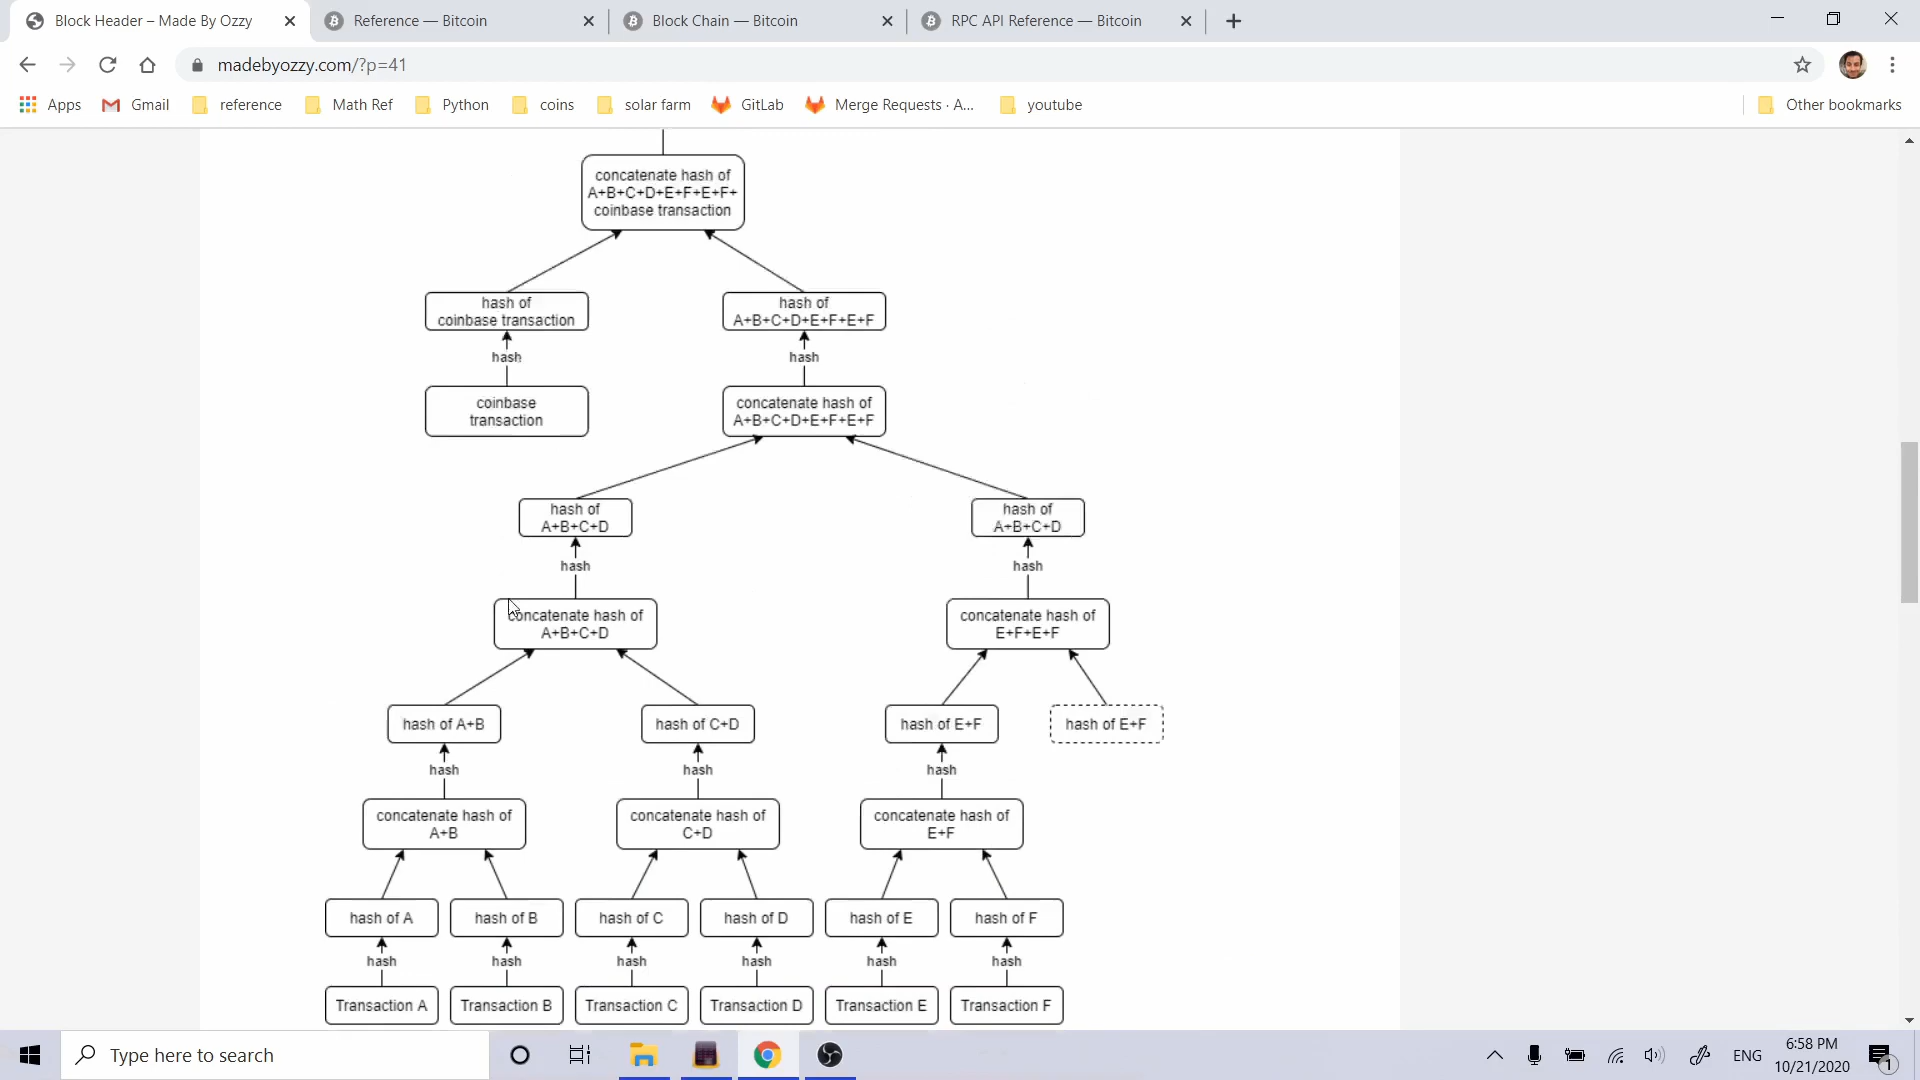 Block Header – Made By Ozzy
Reference — Bitcoin
Block Chain — Bitcoin
RPC API Reference — Bitcoin
madebyozzy.com/?p=41
Apps
Gmail
reference
Math Ref
Python
coins
solar farm
GitLab
Merge Requests · A...
youtube
Other bookmarks
concatenate hash of
A+B+C+D+E+F+E+F+
coinbase transaction
hash of
coinbase transaction
hash of
A+B+C+D+E+F+E+F
hash
hash
coinbase
transaction
concatenate hash of
A+B+C+D+E+F+E+F
hash of
A+B+C+D
hash of
A+B+C+D
hash
hash
concatenate hash of
A+B+C+D
concatenate hash of
E+F+E+F
hash of A+B
hash of C+D
hash of E+F
hash of E+F
hash
hash
hash
concatenate hash of
A+B
concatenate hash of
C+D
concatenate hash of
E+F
hash of A
hash of B
hash of C
hash of D
hash of E
hash of F
hash
hash
hash
hash
hash
hash
Transaction A
Transaction B
Transaction C
Transaction D
Transaction E
Transaction F
Type here to search
ENG
6:58 PM
10/21/2020
1